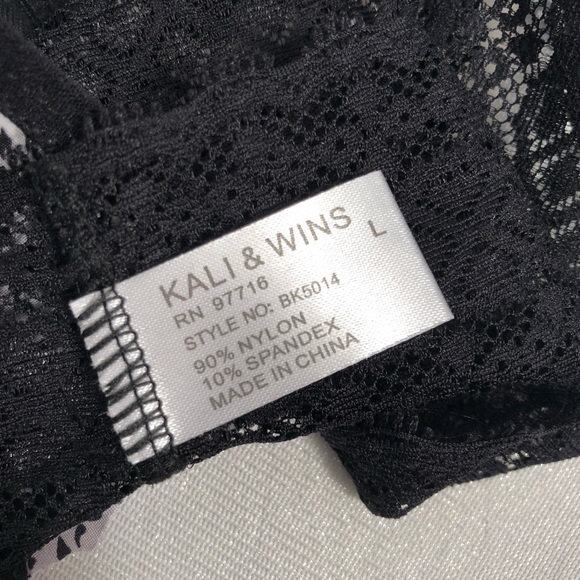 KALI & WINS
L
RN 97716
STYLE NO: BK5014
90% NYLON
10% SPANDEX
MADE IN CHINA